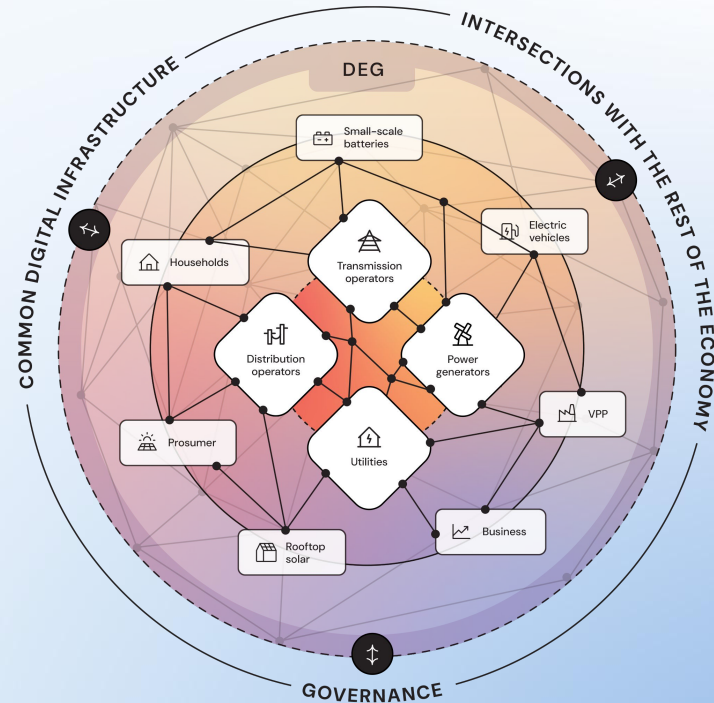 COMMON DIGITAL INFRASTRUCTURE
INTERSECTIONS WITH THE REST OF THE ECONOMY
DEG
Small-scale
batteries
Electric
vehicles
Households
Transmission
operators
Distribution
operators
Power
generators
VPP
Prosumer
Utilities
Rooftop
solar
Business
GOVERNANCE